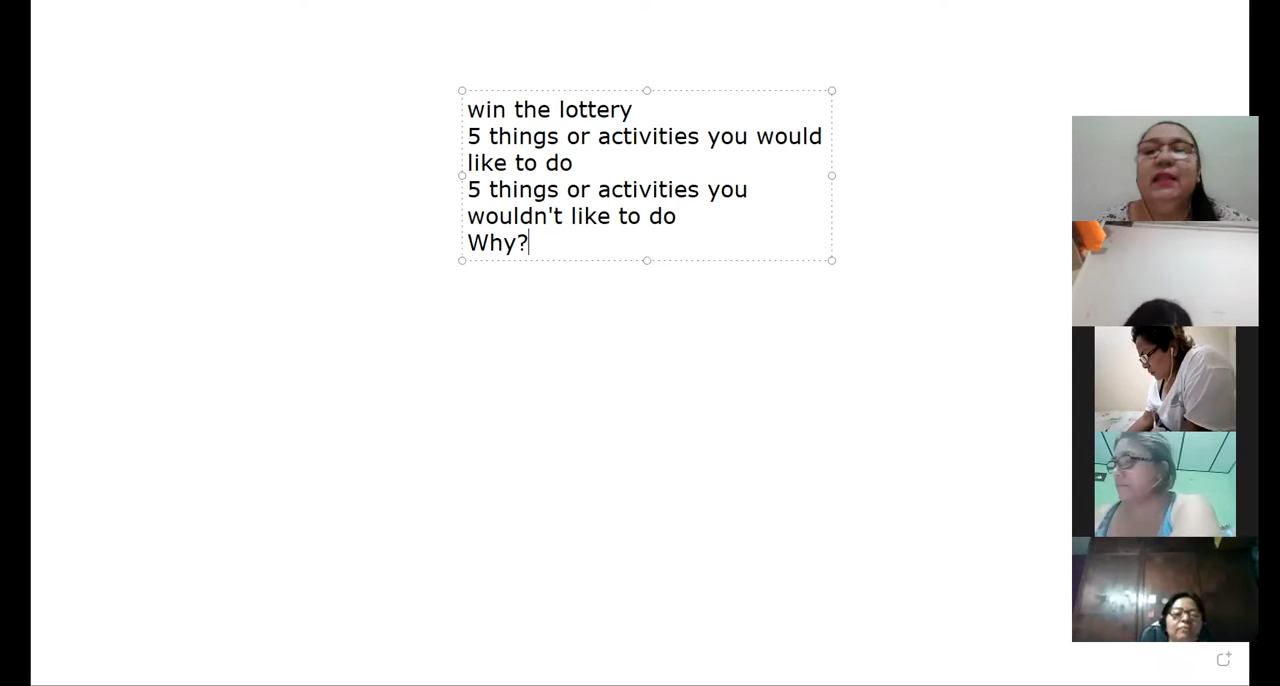 win the lottery
5 things or activities you would
like to do
5 things or activities you
wouldn't like to do
Why?